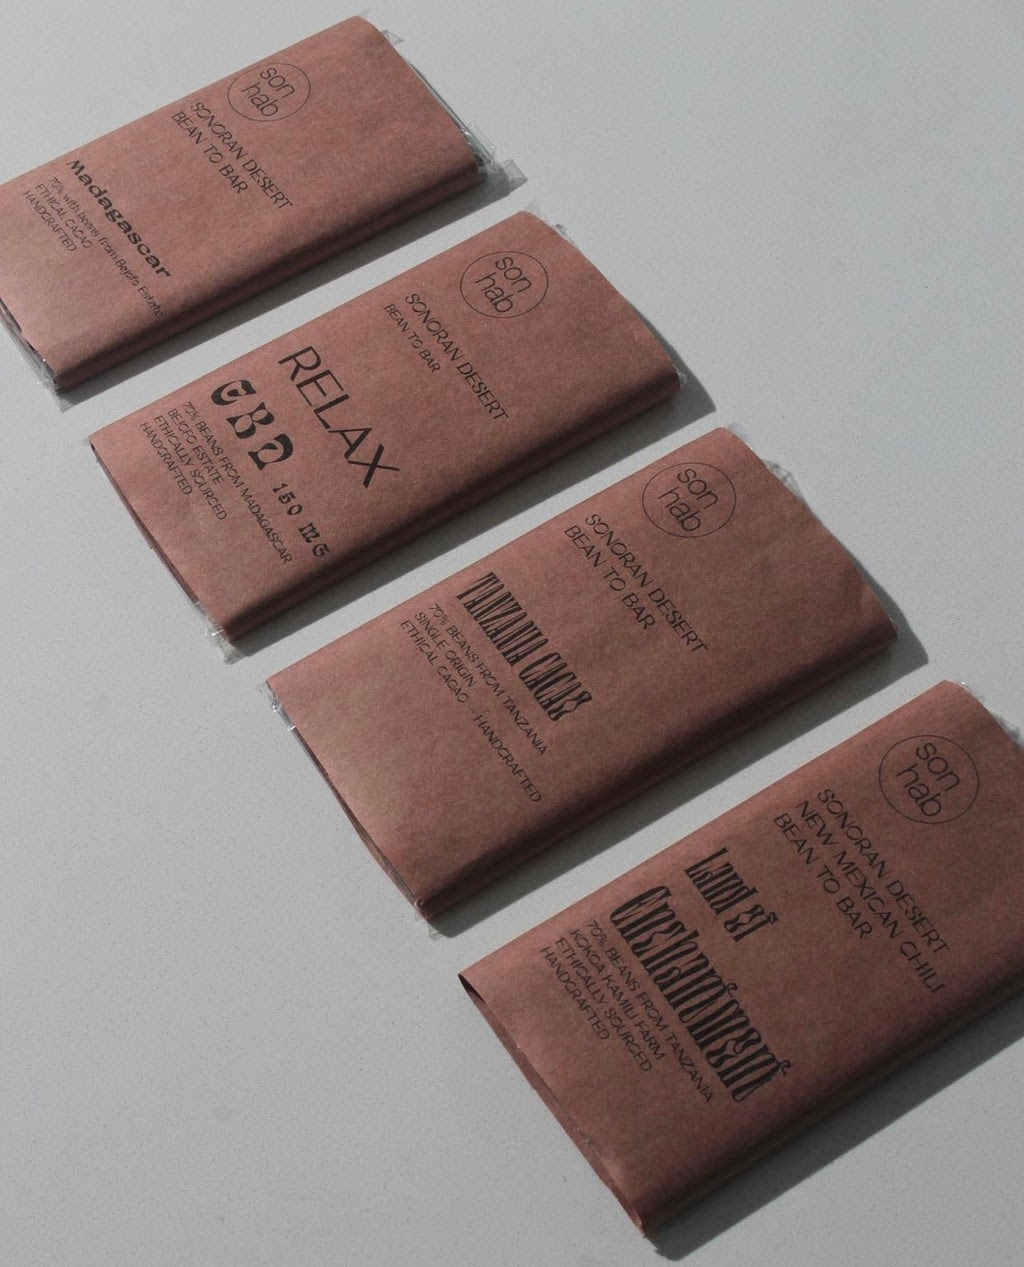 son
hab
SONORAN DESERT
BEAN TO BAR
Madagascar
70% with beans from Bejofo Estate
ETHICAL CACAO
HANDCRAFTED
son
hab
SONORAN DESERT
BEAN TO BAR
RELAX
CBD 150 MG
70% BEANS FROM MADAGASCAR
BEJOFO ESTATE
ETHICALLY SOURCED
HANDCRAFTED
son
hab
SONORAN DESERT
BEAN TO BAR
TANZANIA CACAO
70% BEANS FROM TANZANIA
SINGLE ORIGIN
ETHICAL CACAO - HANDCRAFTED
son
hab
SONORAN DESERT
NEW MEXICAN CHILI
BEAN TO BAR
Land of
Enchantment
70% BEANS FROM TANZANIA
KOKOA KAMILI FARM
ETHICALLY SOURCED
HANDCRAFTED